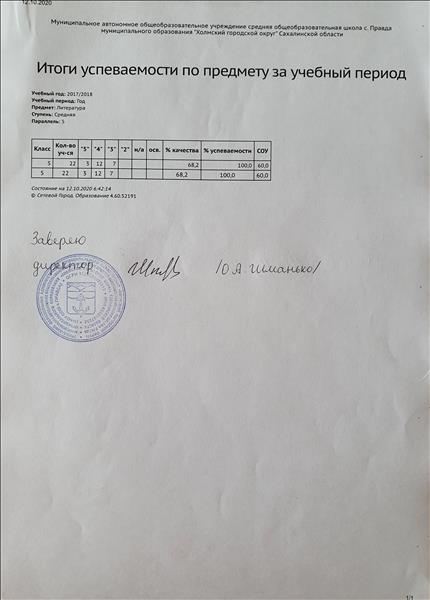 12.10.2020
Муниципальное автономное общеобразовательное учреждение средняя общеобразовательная школа с. Правда
муниципального образования "Холмский городской округ" Сахалинской области
Итоги успеваемости по предмету за учебный период
Учебный год: 2017/2018
Учебный период: Год
Предмет: Литература
Ступень: Средняя
Параллель: 5
Класс Кол-во уч-ся "5" "4" "3" "2" н/а осв. % качества % успеваемости СОУ
5 22 3 12 7 68,2 100,0 60,0
5 22 3 12 7 68,2 100,0 60,0
Состояние на 12.10.2020 6:42:14
© Сетевой Город. Образование 4.60.52191
Заверяю
директор /Ю.А. Шманько/
1/1